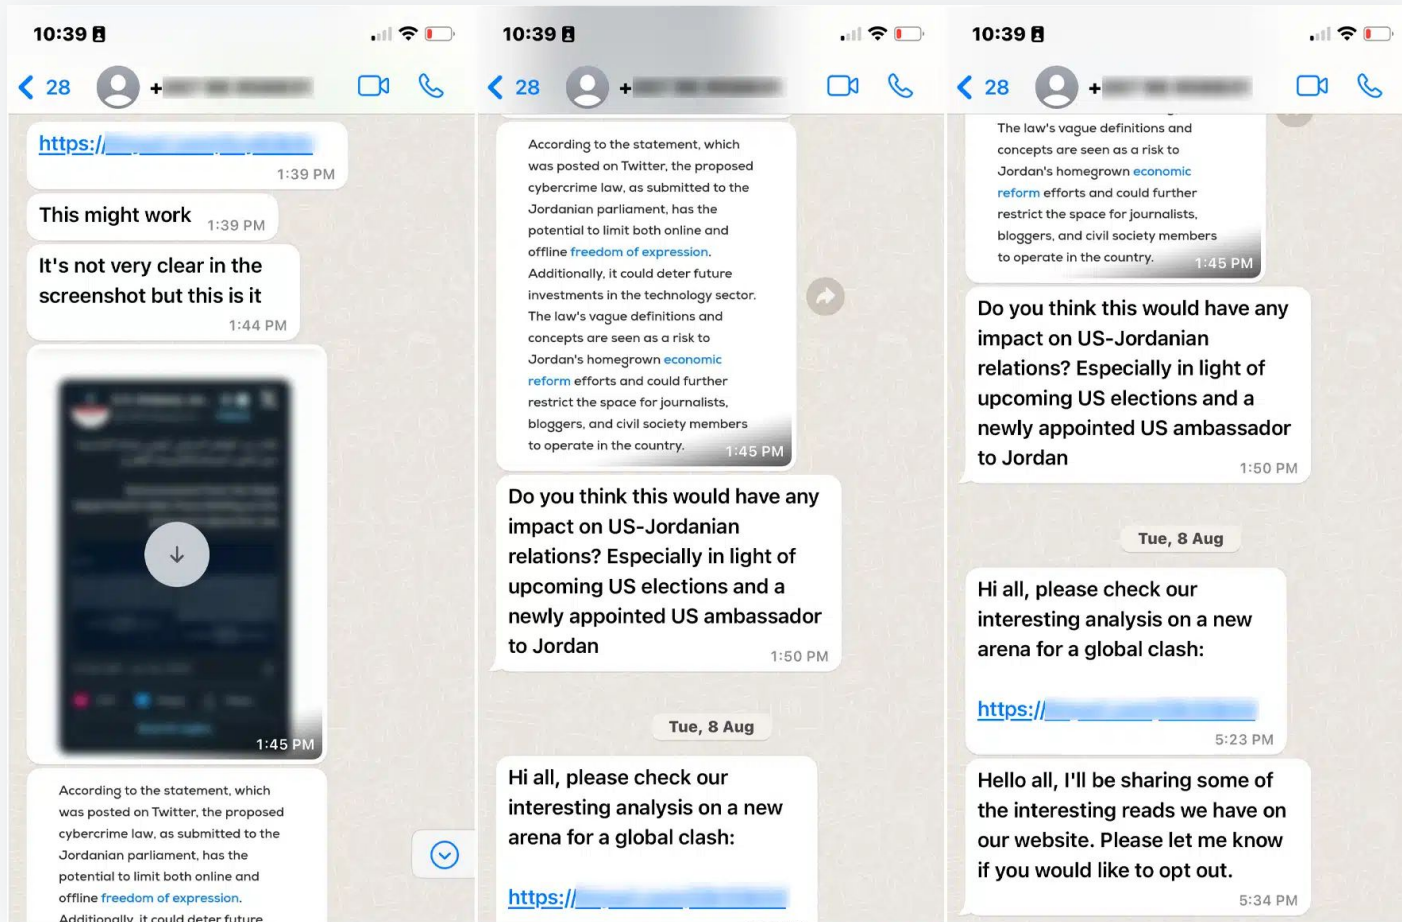 10:39
28
+
https://
1:39 PM
This might work
1:39 PM
It's not very clear in the
screenshot but this is it
1:44 PM
1:45 PM
According to the statement, which
was posted on Twitter, the proposed
cybercrime law, as submitted to the
Jordanian parliament, has the
potential to limit both online and
offline freedom of expression.
Additionally, it could deter future
10:39
28
+
According to the statement, which
was posted on Twitter, the proposed
cybercrime law, as submitted to the
Jordanian parliament, has the
potential to limit both online and
offline freedom of expression.
Additionally, it could deter future
investments in the technology sector.
The law's vague definitions and
concepts are seen as a risk to
Jordan's homegrown economic
reform efforts and could further
restrict the space for journalists,
bloggers, and civil society members
to operate in the country.
1:45 PM
Do you think this would have any
impact on US-Jordanian
relations? Especially in light of
upcoming US elections and a
newly appointed US ambassador
to Jordan
1:50 PM
Tue, 8 Aug
Hi all, please check our
interesting analysis on a new
arena for a global clash:
https://
10:39
28
+
The law's vague definitions and
concepts are seen as a risk to
Jordan's homegrown economic
reform efforts and could further
restrict the space for journalists,
bloggers, and civil society members
to operate in the country.
1:45 PM
Do you think this would have any
impact on US-Jordanian
relations? Especially in light of
upcoming US elections and a
newly appointed US ambassador
to Jordan
1:50 PM
Tue, 8 Aug
Hi all, please check our
interesting analysis on a new
arena for a global clash:
https://
5:23 PM
Hello all, I'll be sharing some of
the interesting reads we have on
our website. Please let me know
if you would like to opt out.
5:34 PM